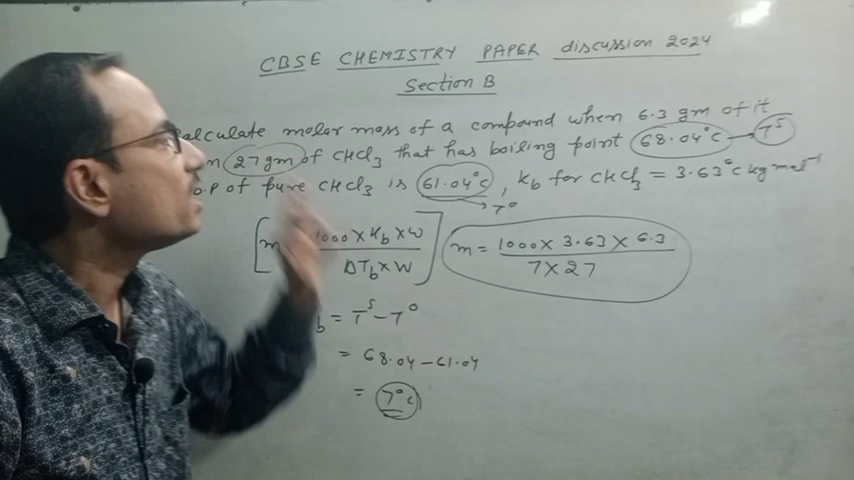 CBSE CHEMISTRY PAPER discussion 2024
Section B
alculate molar mass of a compound when 6.3 gm of it
n 27 gm of CHCl3 that has boiling point 68.04°C → T^s
o.P of pure CHCl3 is 61.04°C, Kb for CHCl3 = 3.63°C kg mol⁻¹
→ T°
[m 1000 × Kb × w / ΔTb × W] m = 1000 × 3.63 × 6.3 / 7 × 27
b = T^s - T°
= 68.04 - 61.04
= 7°C